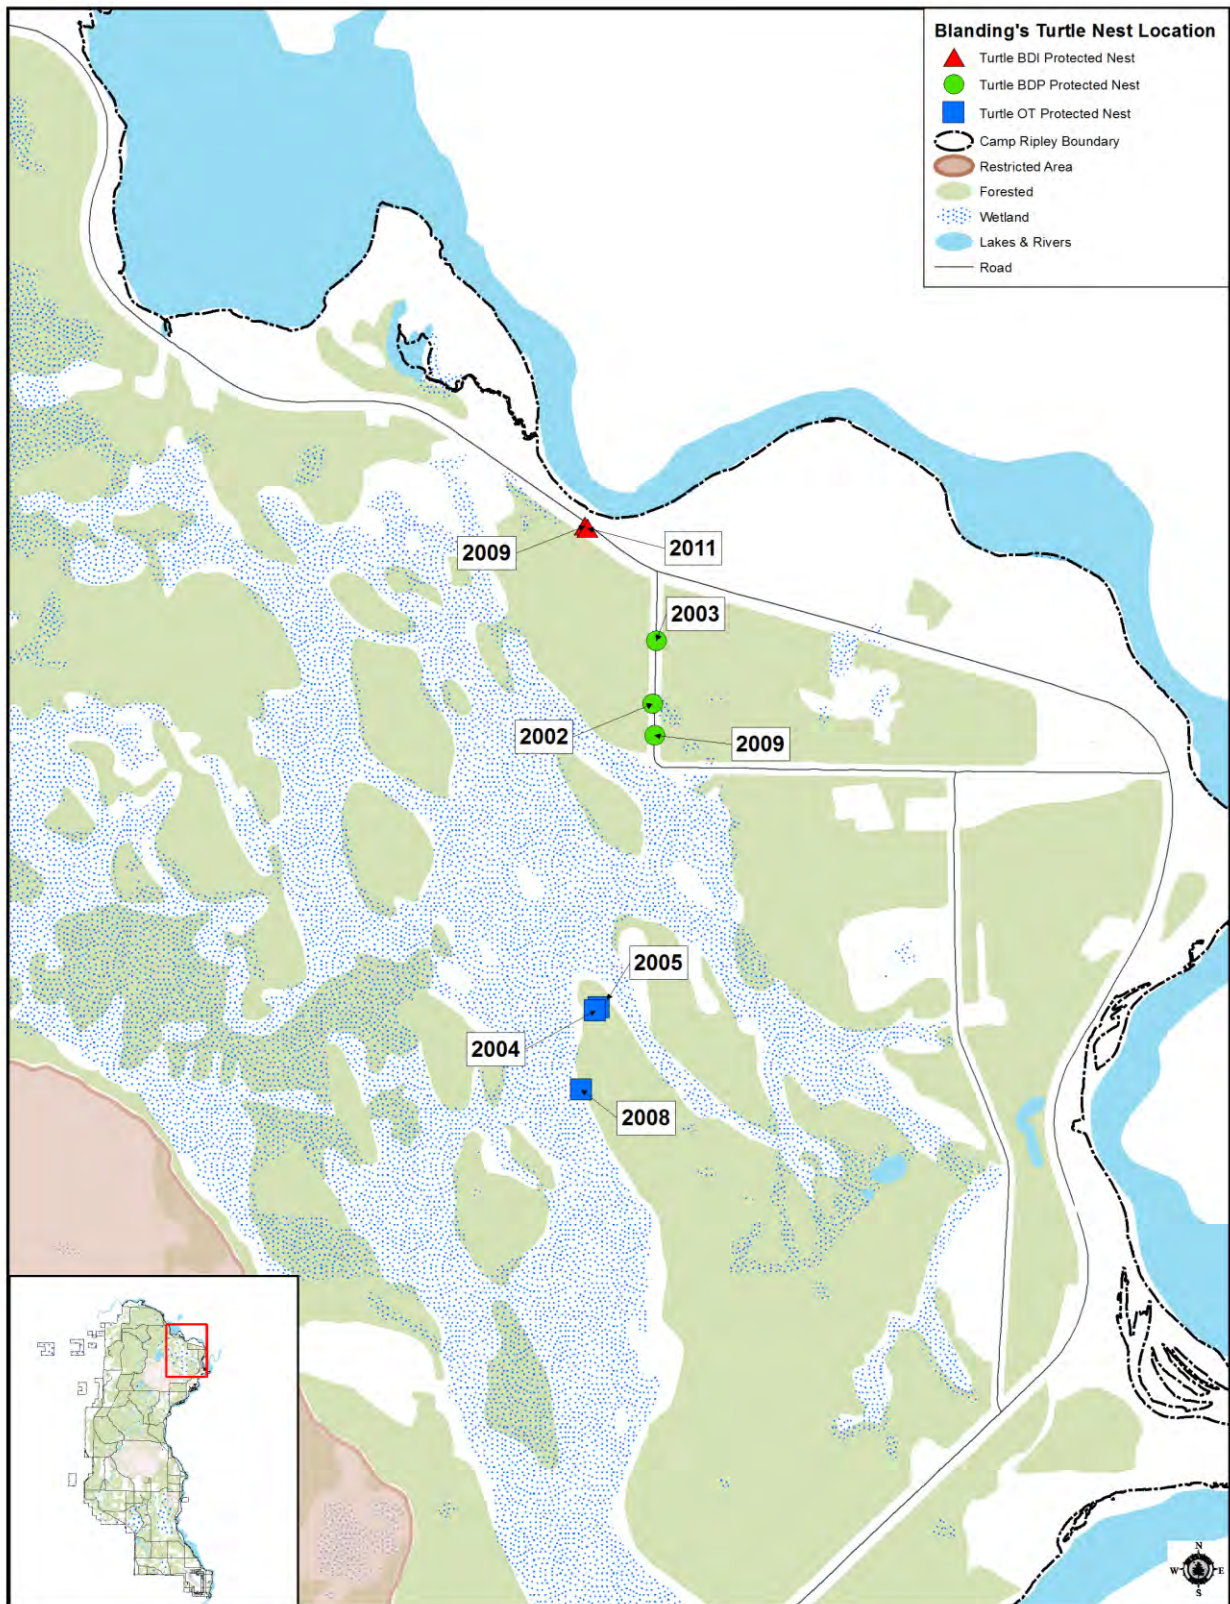 Blanding's Turtle Nest Location
Turtle BDI Protected Nest
Turtle BDP Protected Nest
Turtle OT Protected Nest
Camp Ripley Boundary
Restricted Area
Forested
Wetland
Lakes & Rivers
Road
2009
2011
2003
2002
2009
2005
2004
2008
N
W
E
S